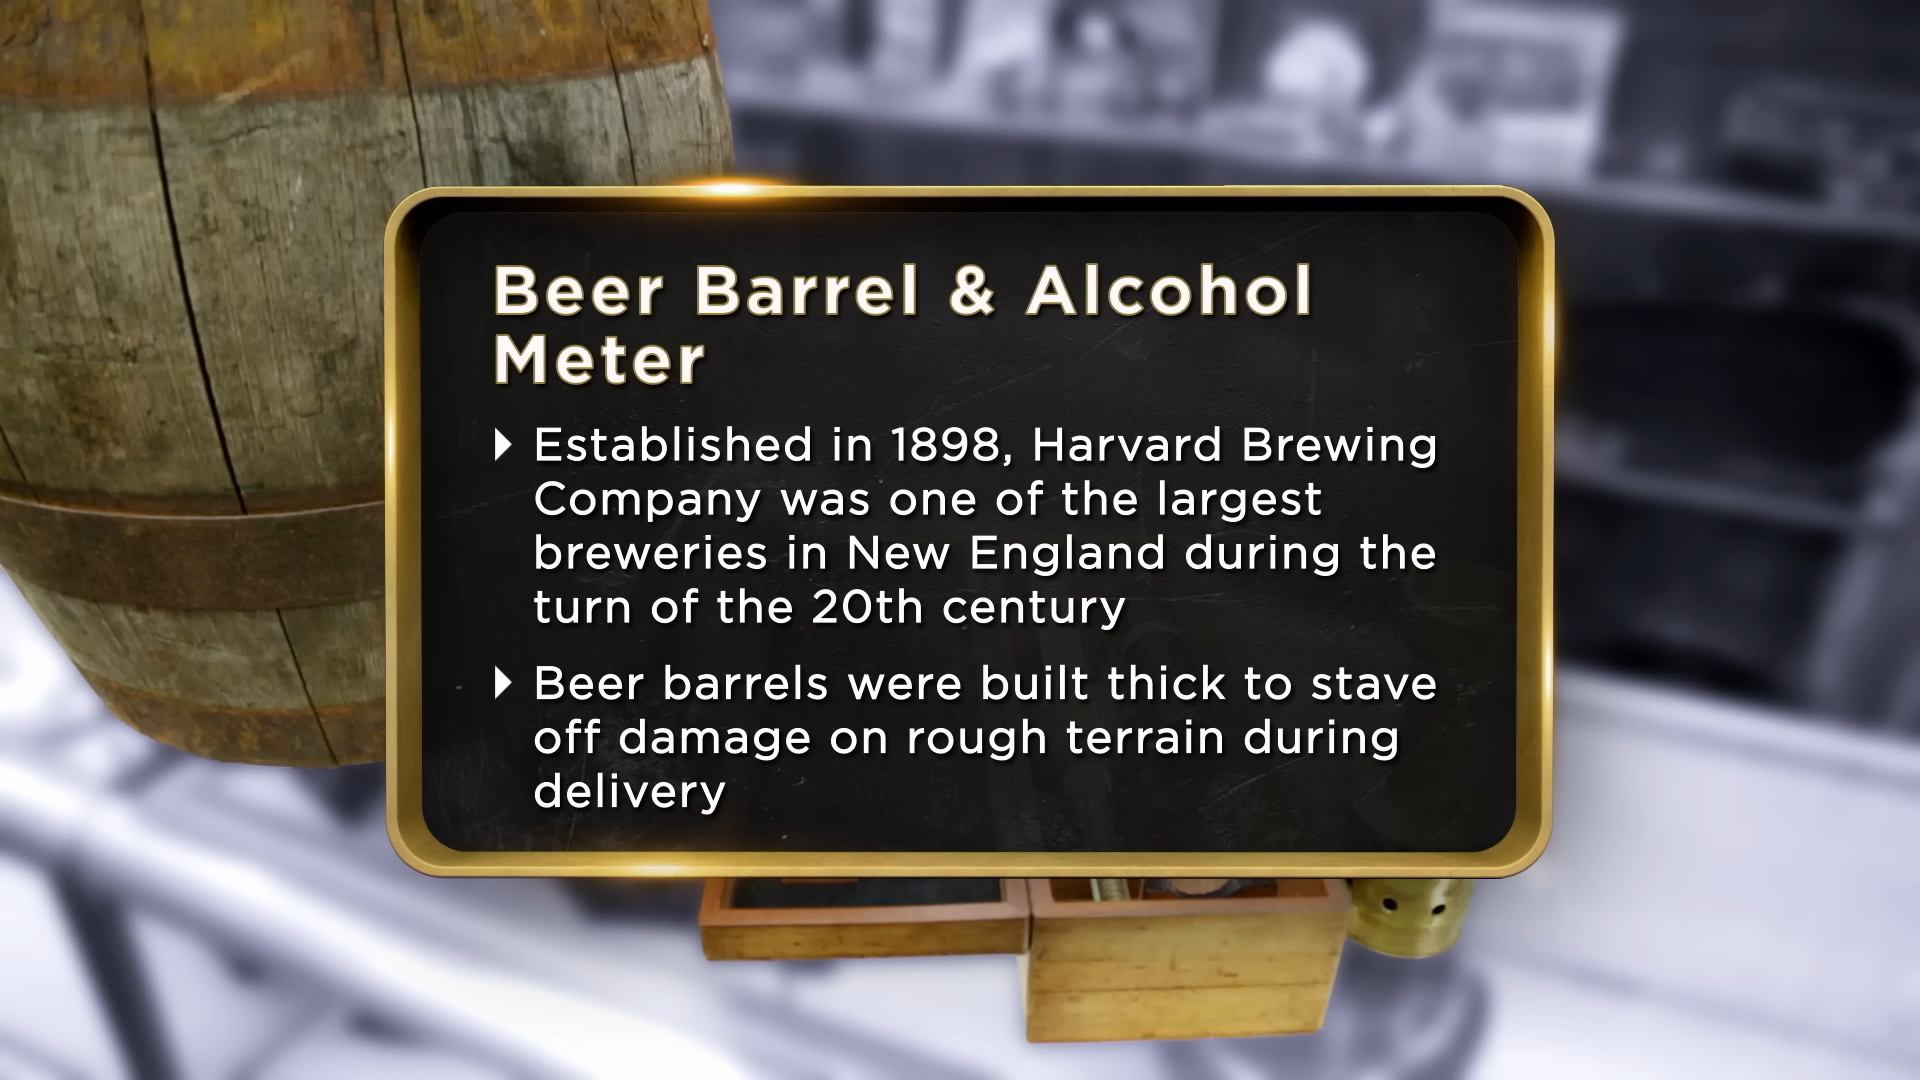 Beer Barrel & Alcohol
Meter
Established in 1898, Harvard Brewing
Company was one of the largest
breweries in New England during the
turn of the 20th century
Beer barrels were built thick to stave
off damage on rough terrain during
delivery